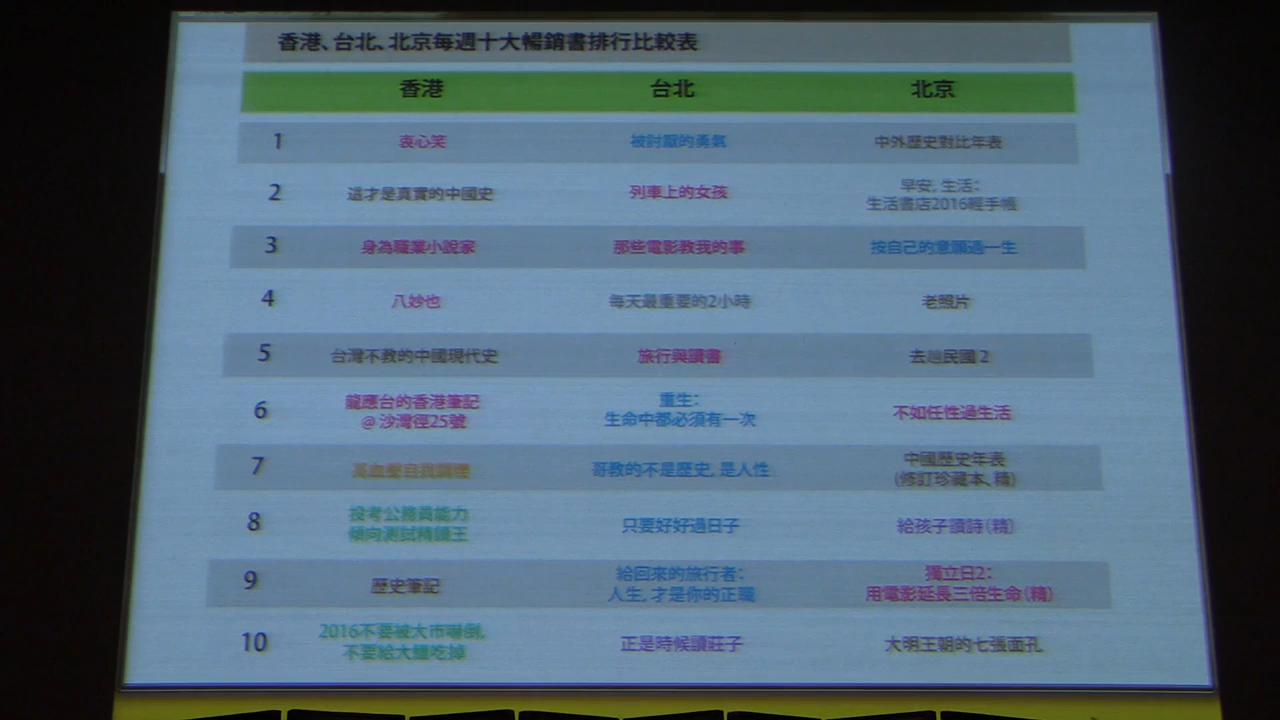 香港、台北、北京每週十大暢銷書排行比較表
香港 台北 北京
1 衷心笑 被討厭的勇氣 中外歷史對比年表
2 這才是真實的中國史 列車上的女孩 早安, 生活:
生活書店2016輕手帳
3 身為職業小說家 那些電影教我的事 按自己的意願過一生
4 八妙也 每天最重要的2小時 老照片
5 台灣不教的中國現代史 旅行與讀書 去趟民國 2
6 龍應台的香港筆記
@ 沙灣徑25號 重生:
生命中都必須有一次 不如任性過生活
7 高血壓自我調理 哥教的不是歷史, 是人性 中國歷史年表
(修訂珍藏本、精)
8 投考公務員能力
傾向測試精讀王 只要好好過日子 給孩子讀詩(精)
9 歷史筆記 給回來的旅行者:
人生, 才是你的正職 獨立日2:
用電影延長三倍生命(精)
10 2016不要被大市嚇倒,
不要給大鱷吃掉 正是時候讀莊子 大明王朝的七張面孔